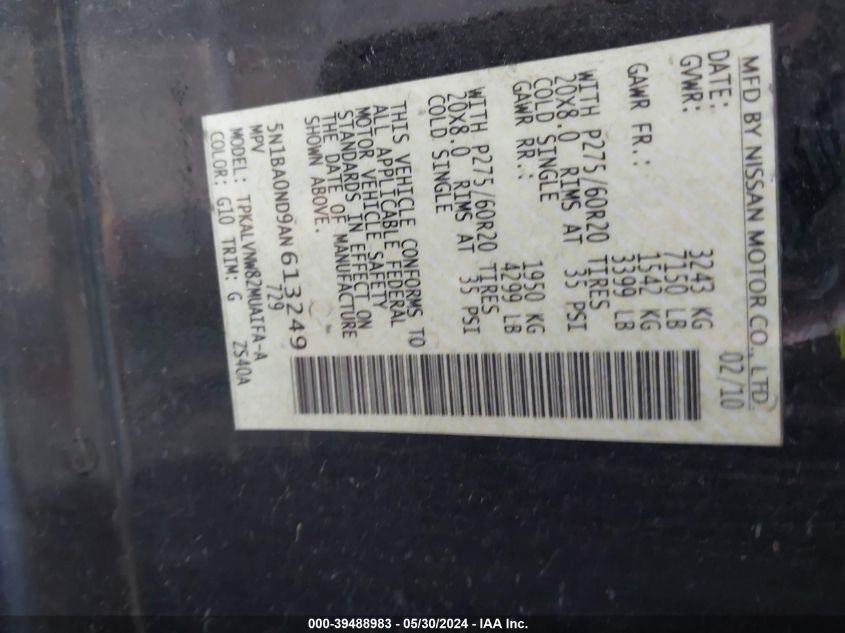 MFD BY NISSAN MOTOR CO., LTD.
DATE: 02/10
GVWR: 3243 KG
7150 LB
GAWR FR.: 1542 KG
3399 LB
WITH P275/60R20 TIRES
20X8.0 RIMS AT 35 PSI
COLD SINGLE
GAWR RR.: 1950 KG
4299 LB
WITH P275/60R20 TIRES
20X8.0 RIMS AT 35 PSI
COLD SINGLE
THIS VEHICLE CONFORMS TO
ALL APPLICABLE FEDERAL
MOTOR VEHICLE SAFETY
STANDARDS IN EFFECT ON
THE DATE OF MANUFACTURE
SHOWN ABOVE.
5N1BA0ND9AN613249
MPV 729
MODEL: TPKALVNW82MUAIFA-A
COLOR: G10 TRIM: G ZS40A
000-39488983 - 05/30/2024 - IAA Inc.